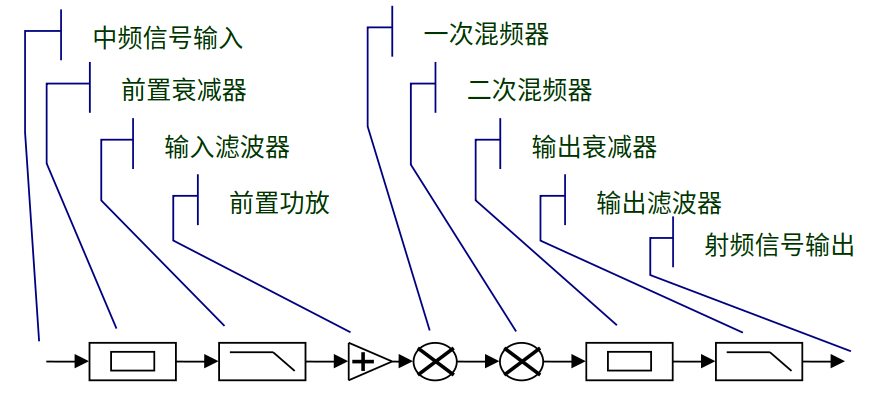 中频信号输入
前置衰减器
输入滤波器
前置功放
一次混频器
二次混频器
输出衰减器
输出滤波器
射频信号输出